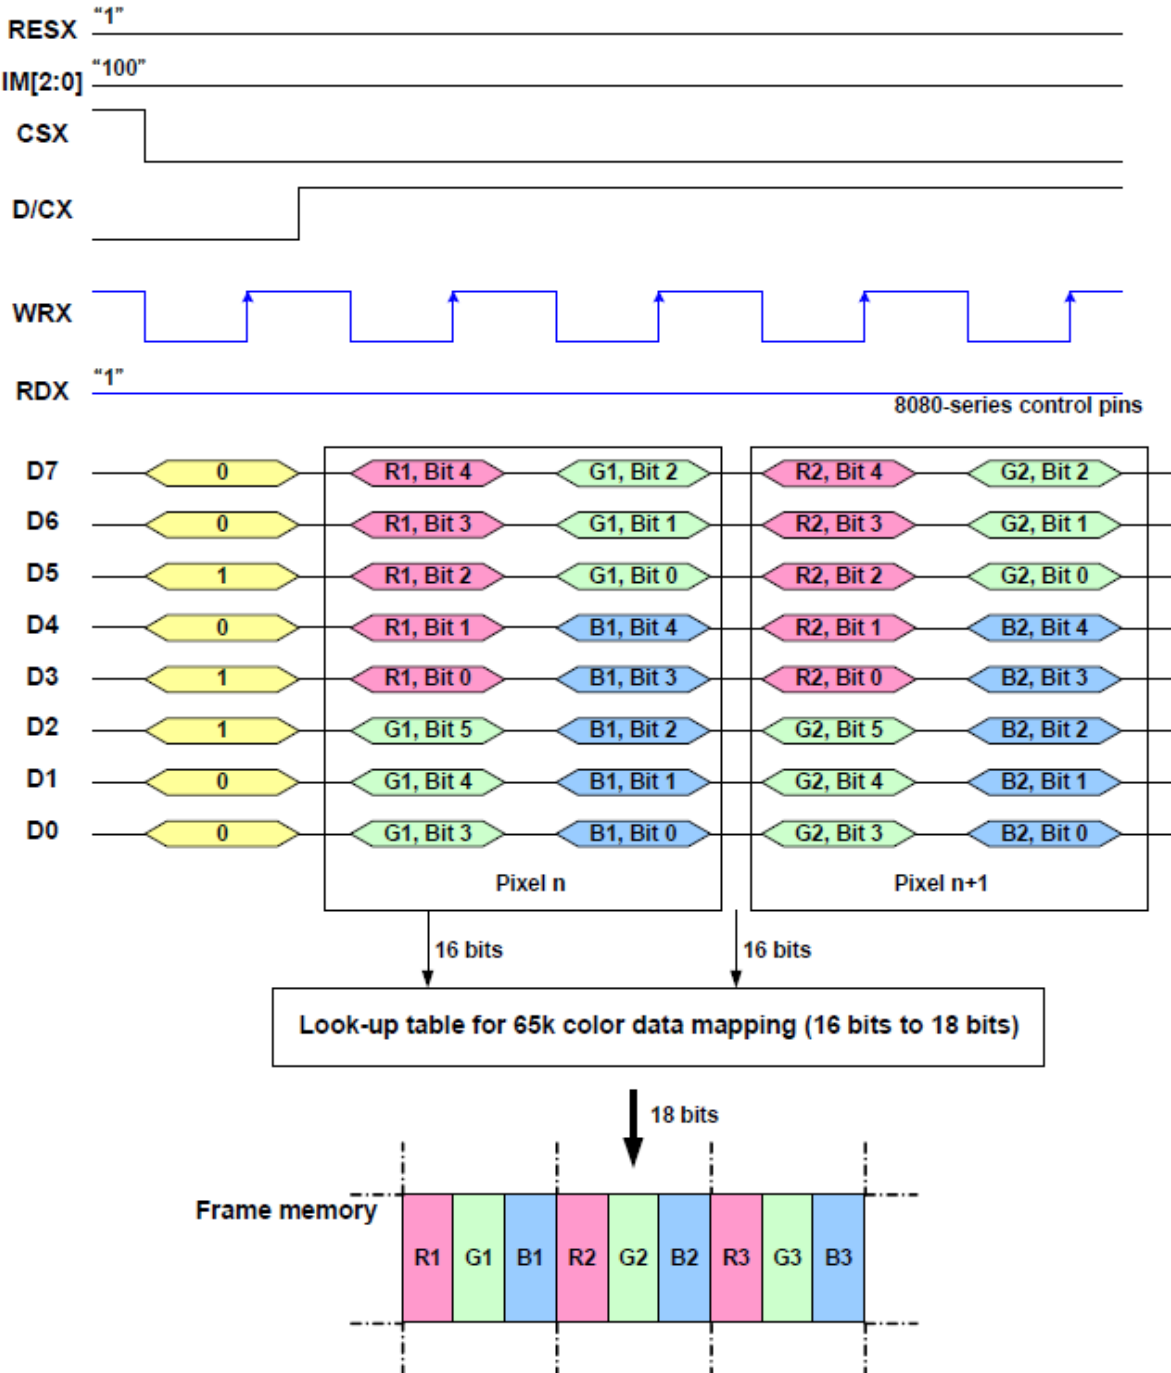 RESX “1”
IM[2:0] “100”
CSX
D/CX
WRX
RDX “1”
8080-series control pins
D7 0 R1, Bit 4 G1, Bit 2 R2, Bit 4 G2, Bit 2
D6 0 R1, Bit 3 G1, Bit 1 R2, Bit 3 G2, Bit 1
D5 1 R1, Bit 2 G1, Bit 0 R2, Bit 2 G2, Bit 0
D4 0 R1, Bit 1 B1, Bit 4 R2, Bit 1 B2, Bit 4
D3 1 R1, Bit 0 B1, Bit 3 R2, Bit 0 B2, Bit 3
D2 1 G1, Bit 5 B1, Bit 2 G2, Bit 5 B2, Bit 2
D1 0 G1, Bit 4 B1, Bit 1 G2, Bit 4 B2, Bit 1
D0 0 G1, Bit 3 B1, Bit 0 G2, Bit 3 B2, Bit 0
Pixel n Pixel n+1
16 bits 16 bits
Look-up table for 65k color data mapping (16 bits to 18 bits)
18 bits
Frame memory
R1 G1 B1 R2 G2 B2 R3 G3 B3